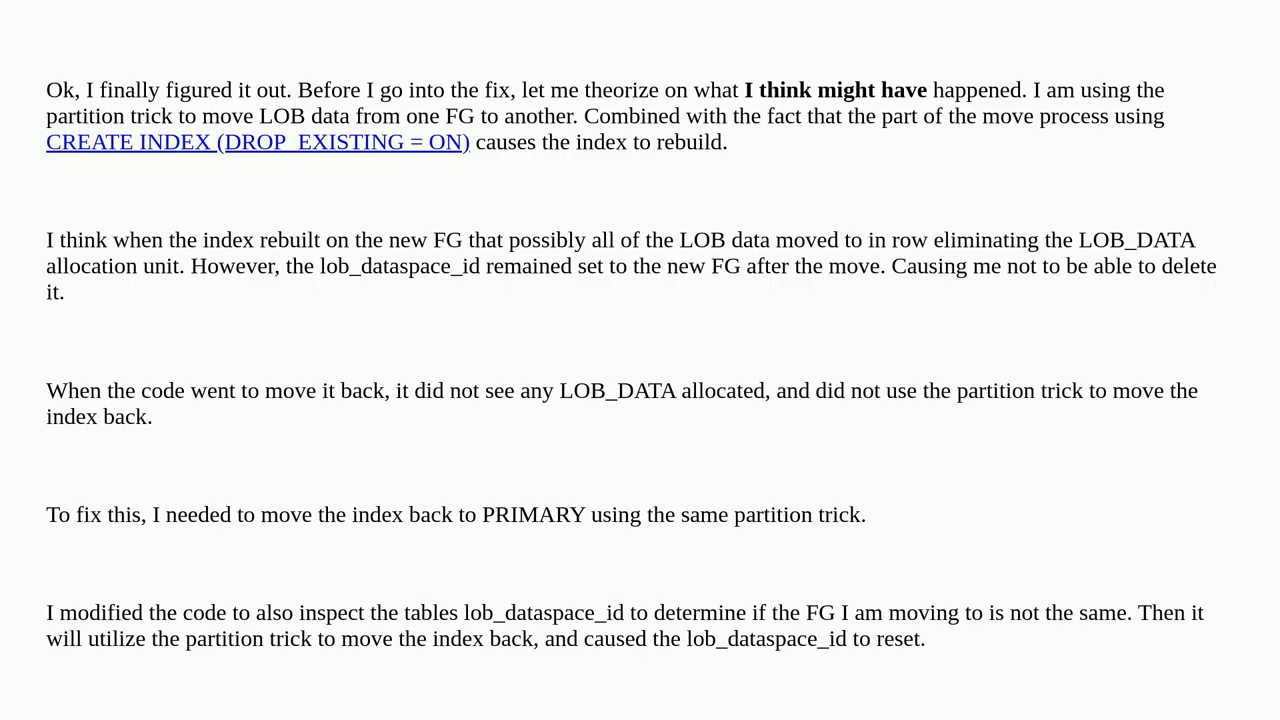 Ok, I finally figured it out. Before I go into the fix, let me theorize on what I think might have happened. I am using the
partition trick to move LOB data from one FG to another. Combined with the fact that the part of the move process using
CREATE INDEX (DROP_EXISTING = ON) causes the index to rebuild.
I think when the index rebuilt on the new FG that possibly all of the LOB data moved to in row eliminating the LOB_DATA
allocation unit. However, the lob_dataspace_id remained set to the new FG after the move. Causing me not to be able to delete
it.
When the code went to move it back, it did not see any LOB_DATA allocated, and did not use the partition trick to move the
index back.
To fix this, I needed to move the index back to PRIMARY using the same partition trick.
I modified the code to also inspect the tables lob_dataspace_id to determine if the FG I am moving to is not the same. Then it
will utilize the partition trick to move the index back, and caused the lob_dataspace_id to reset.